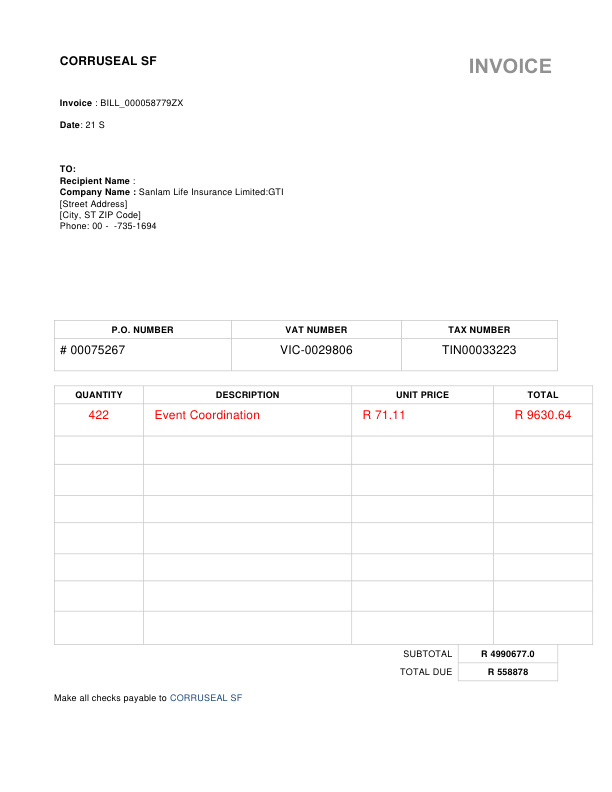 CORRUSEAL SF
INVOICE
Invoice : BILL_000058779ZX
Date: 21 S
TO:
Recipient Name :
Company Name : Sanlam Life Insurance Limited:GTI
[Street Address]
[City, ST ZIP Code]
Phone: 00 -  -735-1694
P.O. NUMBER VAT NUMBER TAX NUMBER
# 00075267 VIC-0029806 TIN00033223
QUANTITY DESCRIPTION UNIT PRICE TOTAL
422 Event Coordination R 71.11 R 9630.64
SUBTOTAL R 4990677.0
TOTAL DUE R 558878
Make all checks payable to CORRUSEAL SF